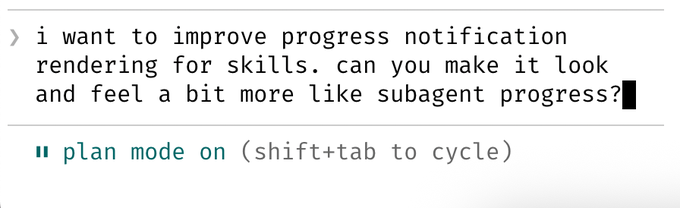 ❯ i want to improve progress notification
rendering for skills. can you make it look
and feel a bit more like subagent progress?
⏸ plan mode on (shift+tab to cycle)